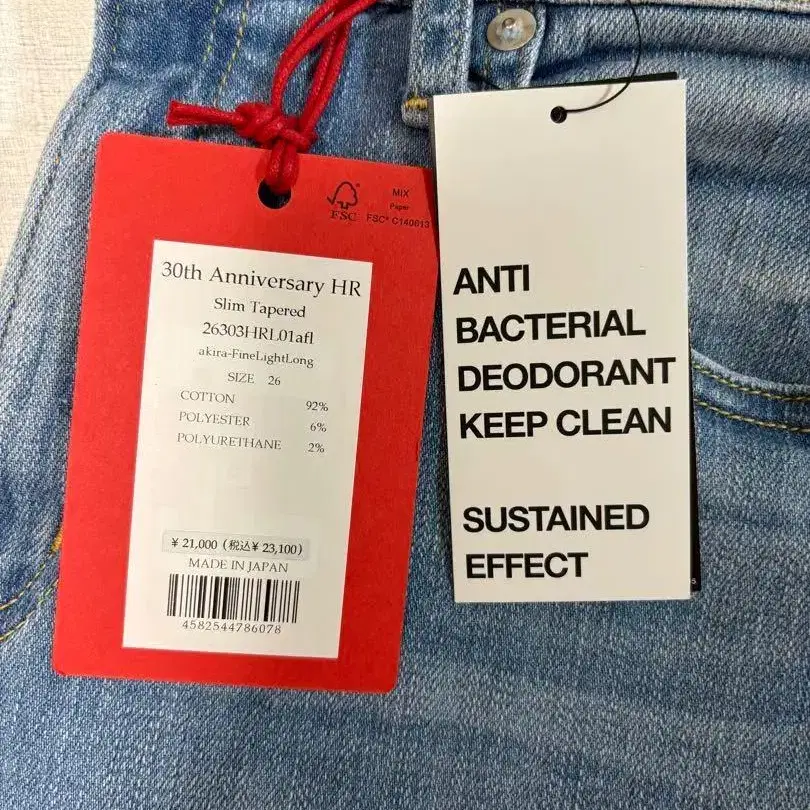 FSC
MIX
Paper
FSC® C140613
30th Anniversary HR
Slim Tapered
26303HRL01afl
akira-FineLightLong
SIZE 26
COTTON 92%
POLYESTER 6%
POLYURETHANE 2%
¥ 21,000 (税込¥ 23,100)
MADE IN JAPAN
4582544786078
ANTI
BACTERIAL
DEODORANT
KEEP CLEAN
SUSTAINED
EFFECT